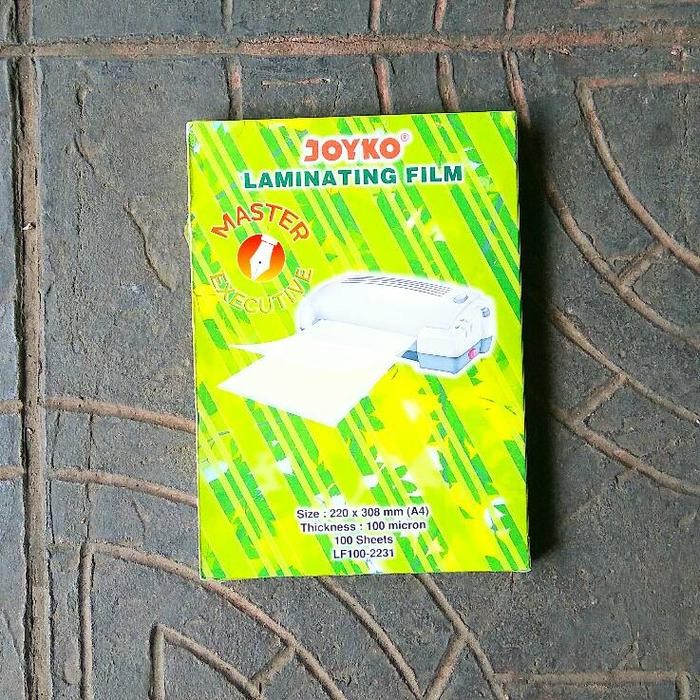 JOYKO®
LAMINATING FILM
MASTER
EXECUTIVE
Size : 220 x 308 mm (A4)
Thickness : 100 micron
100 Sheets
LF100-2231